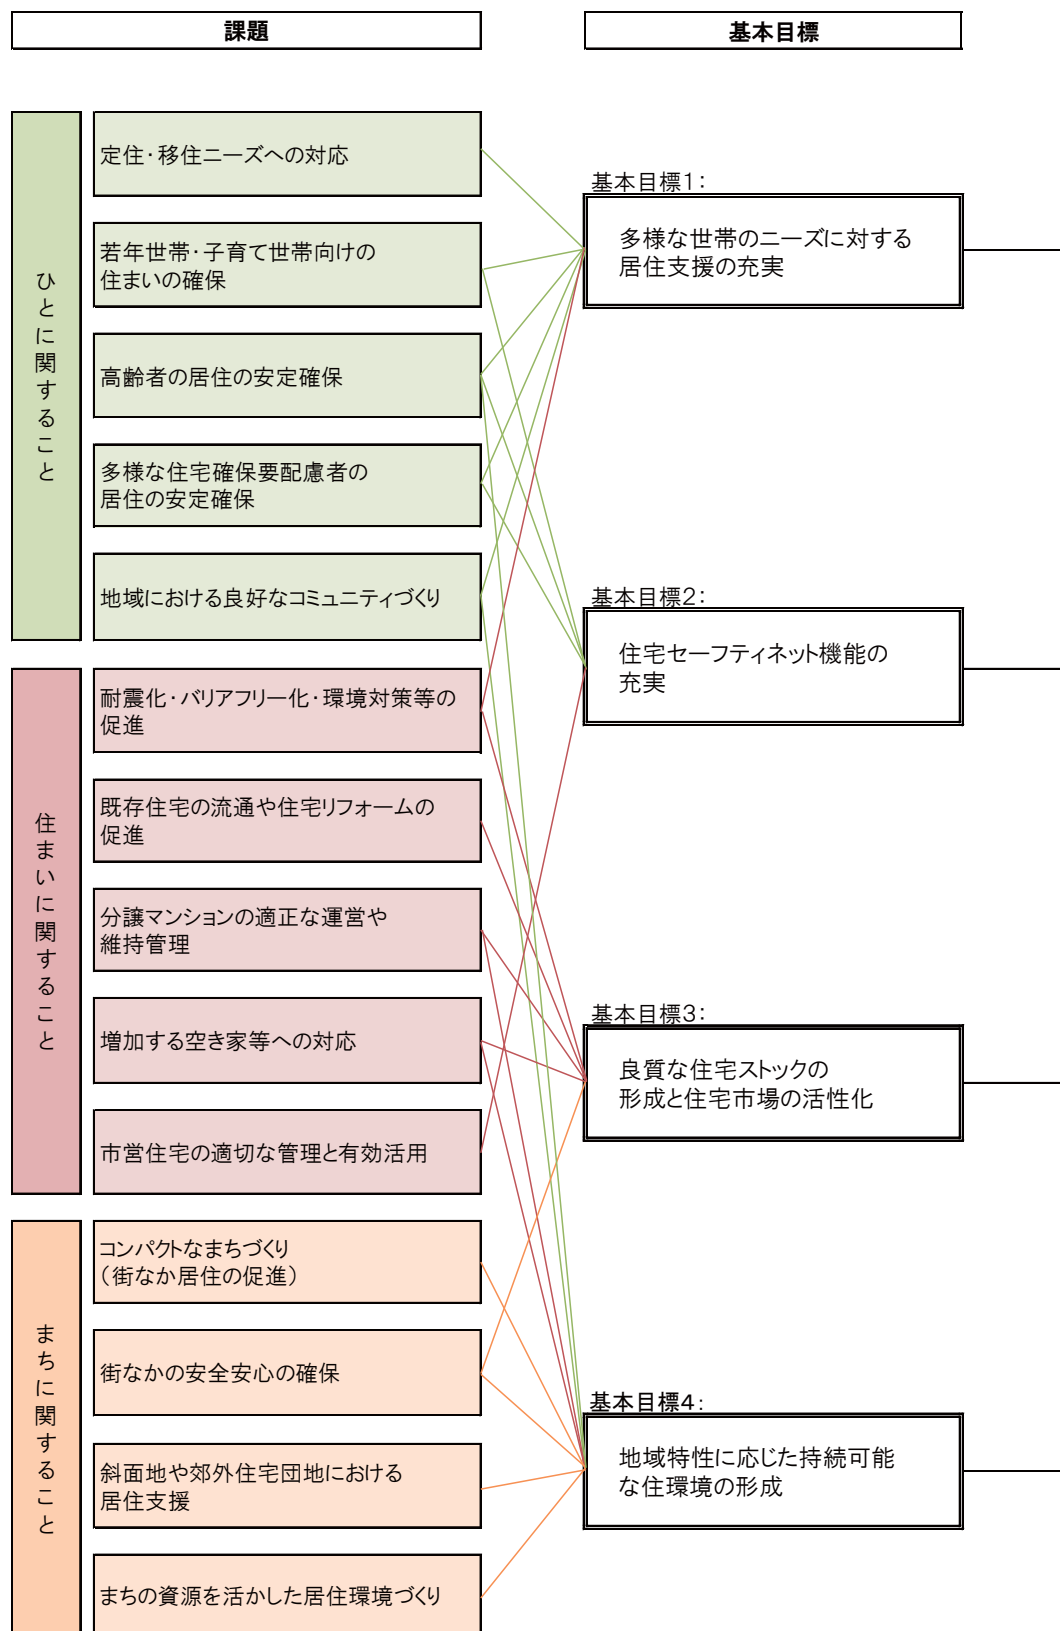 課題
基本目標
ひとに関すること
定住・移住ニーズへの対応
若年世帯・子育て世帯向けの
住まいの確保
高齢者の居住の安定確保
多様な住宅確保要配慮者の
居住の安定確保
地域における良好なコミュニティづくり
住まいに関すること
耐震化・バリアフリー化・環境対策等の
促進
既存住宅の流通や住宅リフォームの
促進
分譲マンションの適正な運営や
維持管理
増加する空き家等への対応
市営住宅の適切な管理と有効活用
まちに関すること
コンパクトなまちづくり
（街なか居住の促進）
街なかの安全安心の確保
斜面地や郊外住宅団地における
居住支援
まちの資源を活かした居住環境づくり
基本目標1：
多様な世帯のニーズに対する
居住支援の充実
基本目標2：
住宅セーフティネット機能の
充実
基本目標3：
良質な住宅ストックの
形成と住宅市場の活性化
基本目標4：
地域特性に応じた持続可能
な住環境の形成